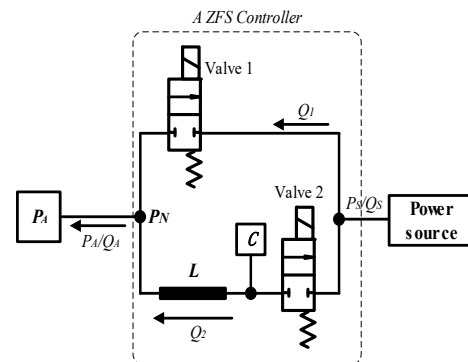 A ZFS Controller
Valve 1
Q1
Valve 2
PA
PN
PS/QS
Power
source
PA/QA
C
L
Q2